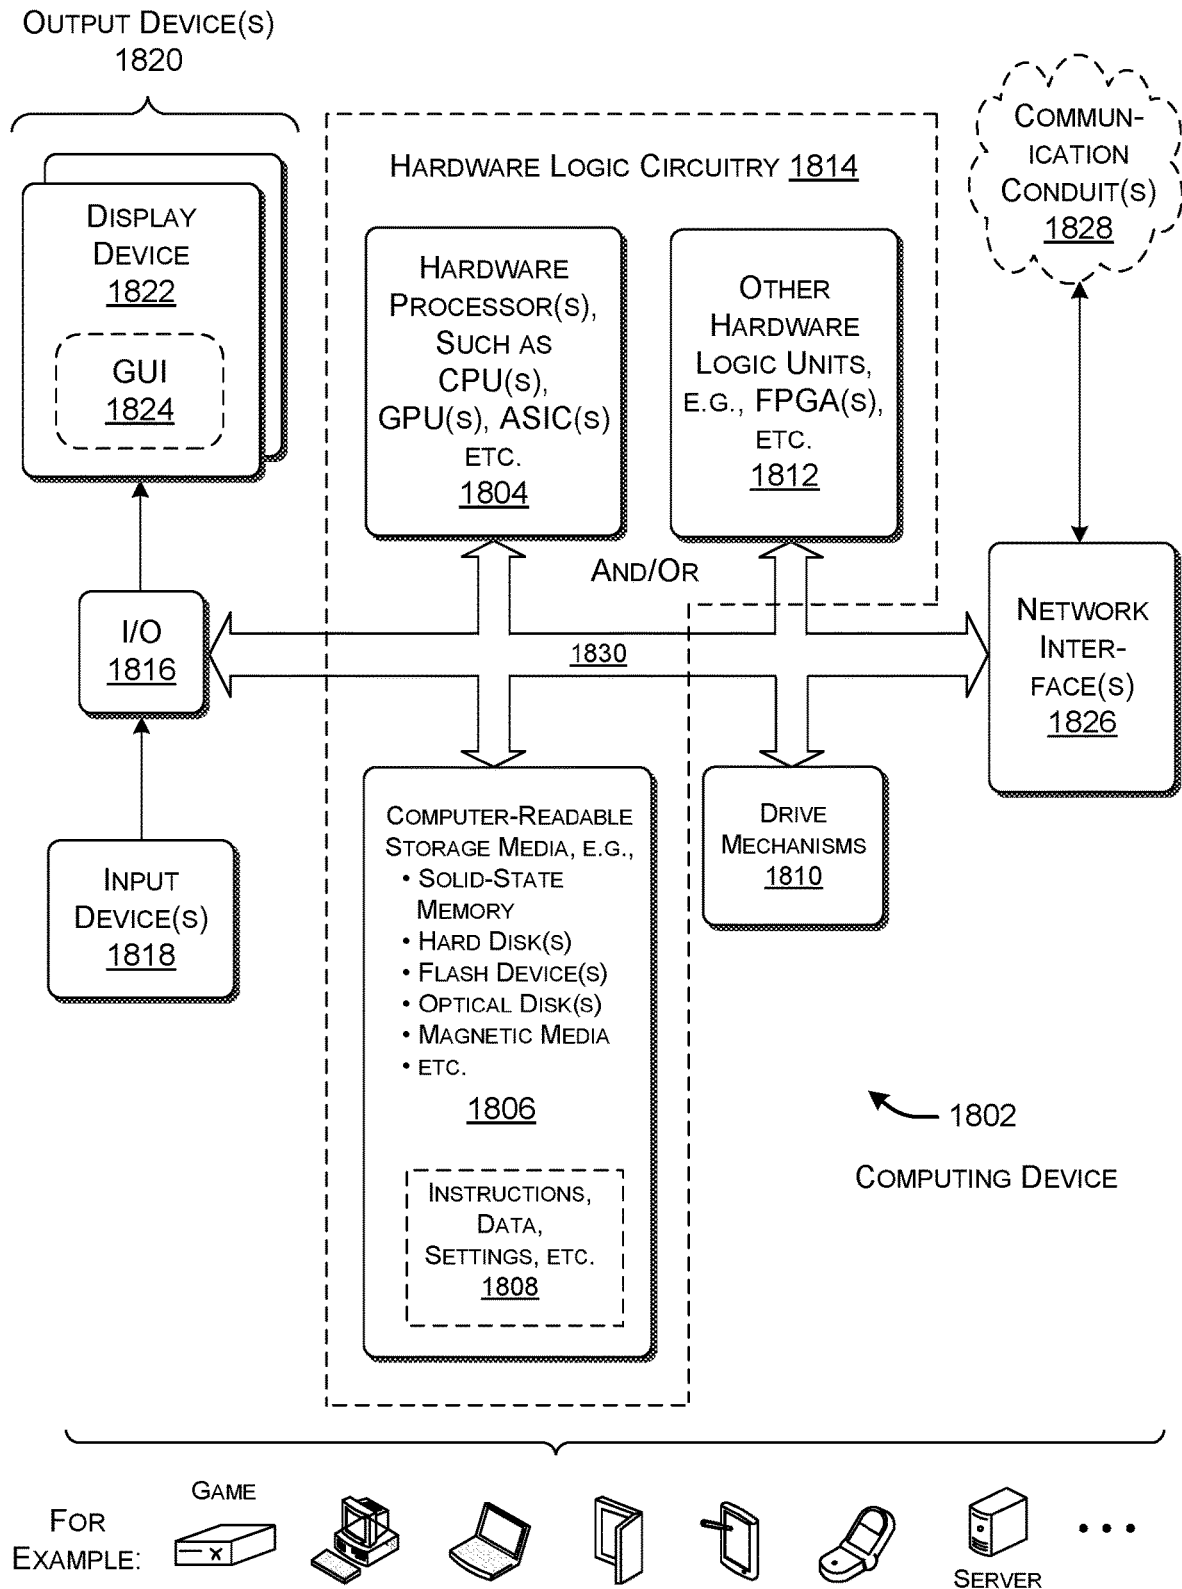 OUTPUT DEVICE(S)
1820
DISPLAY
DEVICE
1822
GUI
1824
HARDWARE LOGIC CIRCUITRY 1814
HARDWARE
PROCESSOR(S),
SUCH AS
CPU(S),
GPU(S), ASIC(S)
ETC.
1804
OTHER
HARDWARE
LOGIC UNITS,
E.G., FPGA(S),
ETC.
1812
COMMUN-
ICATION
CONDUIT(S)
1828
AND/OR
I/O
1816
1830
NETWORK
INTER-
FACE(S)
1826
INPUT
DEVICE(S)
1818
COMPUTER-READABLE
STORAGE MEDIA, E.G.,
• SOLID-STATE
MEMORY
• HARD DISK(S)
• FLASH DEVICE(S)
• OPTICAL DISK(S)
• MAGNETIC MEDIA
• ETC.
1806
INSTRUCTIONS,
DATA,
SETTINGS, ETC.
1808
DRIVE
MECHANISMS
1810
1802
COMPUTING DEVICE
FOR
EXAMPLE:
GAME
X
SERVER
• • •